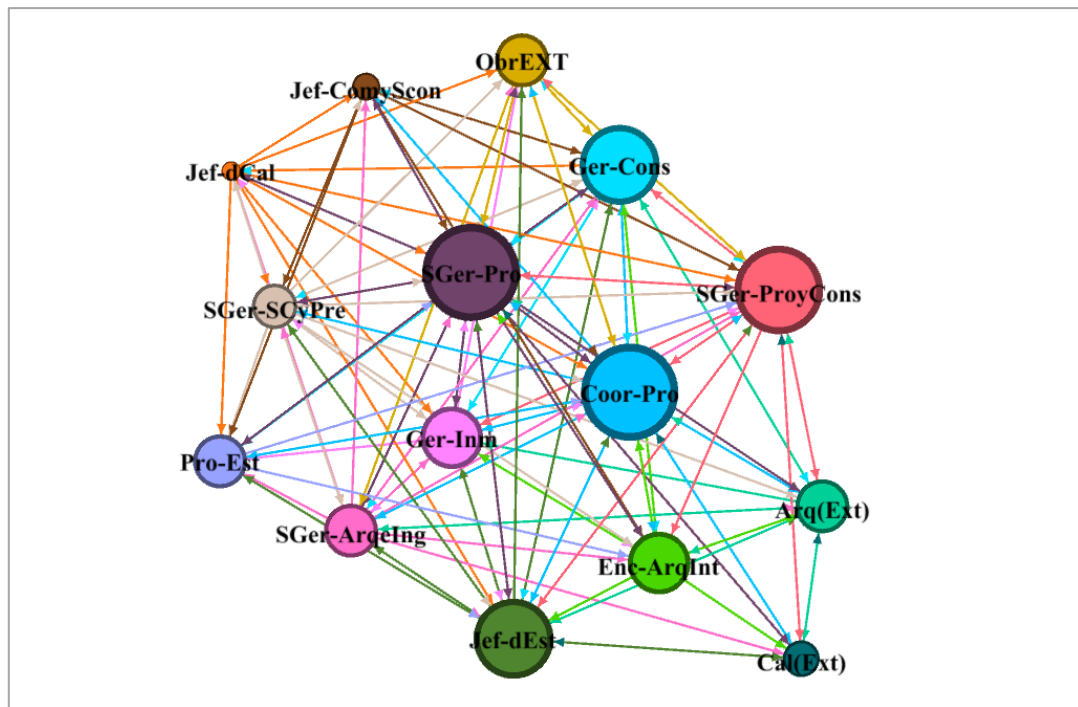 ObrEXT
Jef-ComyScon
Ger-Cons
Jef-dCal
SGer-Pro
SGer-ProyCons
SGer-SCyPre
Coor-Pro
Ger-Inm
Pro-Est
Arq(Ext)
SGer-ArqeIng
Enc-ArqInt
Jef-dEst
Cal(Ext)